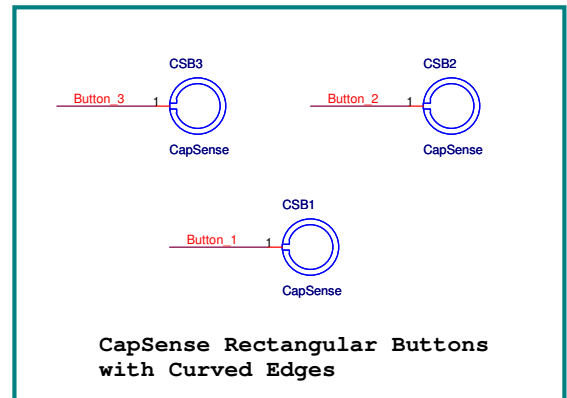 CSB3
CSB2
Button_3
1
Button_2
1
CapSense
CapSense
CSB1
Button_1
1
CapSense
CapSense Rectangular Buttons
with Curved Edges